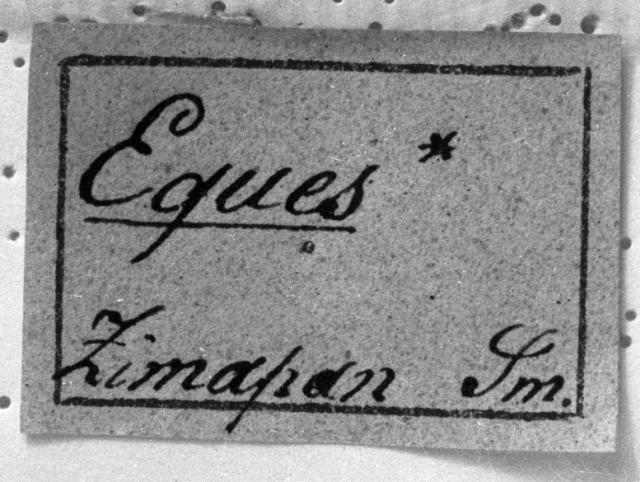 Eques *
Zimapan Sm.